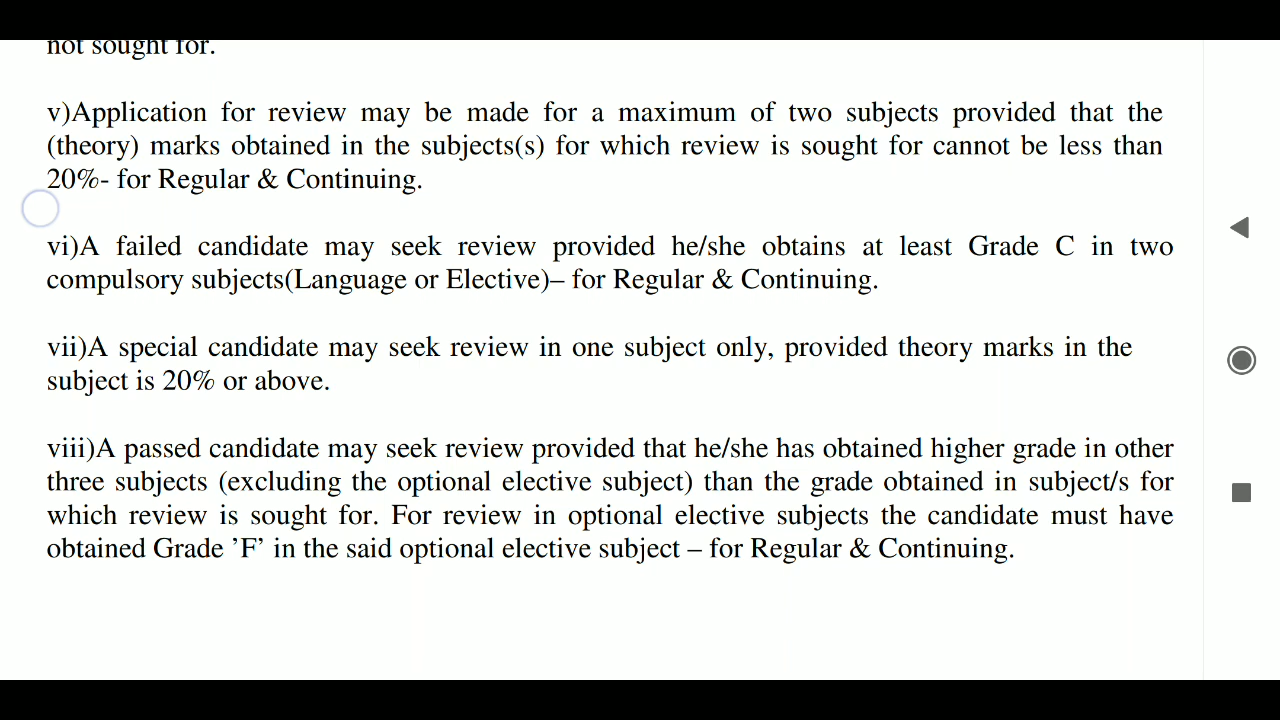 not sought for.
v)Application for review may be made for a maximum of two subjects provided that the
(theory) marks obtained in the subjects(s) for which review is sought for cannot be less than
20%- for Regular & Continuing.
vi)A failed candidate may seek review provided he/she obtains at least Grade C in two
compulsory subjects(Language or Elective)– for Regular & Continuing.
vii)A special candidate may seek review in one subject only, provided theory marks in the
subject is 20% or above.
viii)A passed candidate may seek review provided that he/she has obtained higher grade in other
three subjects (excluding the optional elective subject) than the grade obtained in subject/s for
which review is sought for. For review in optional elective subjects the candidate must have
obtained Grade ’F’ in the said optional elective subject – for Regular & Continuing.